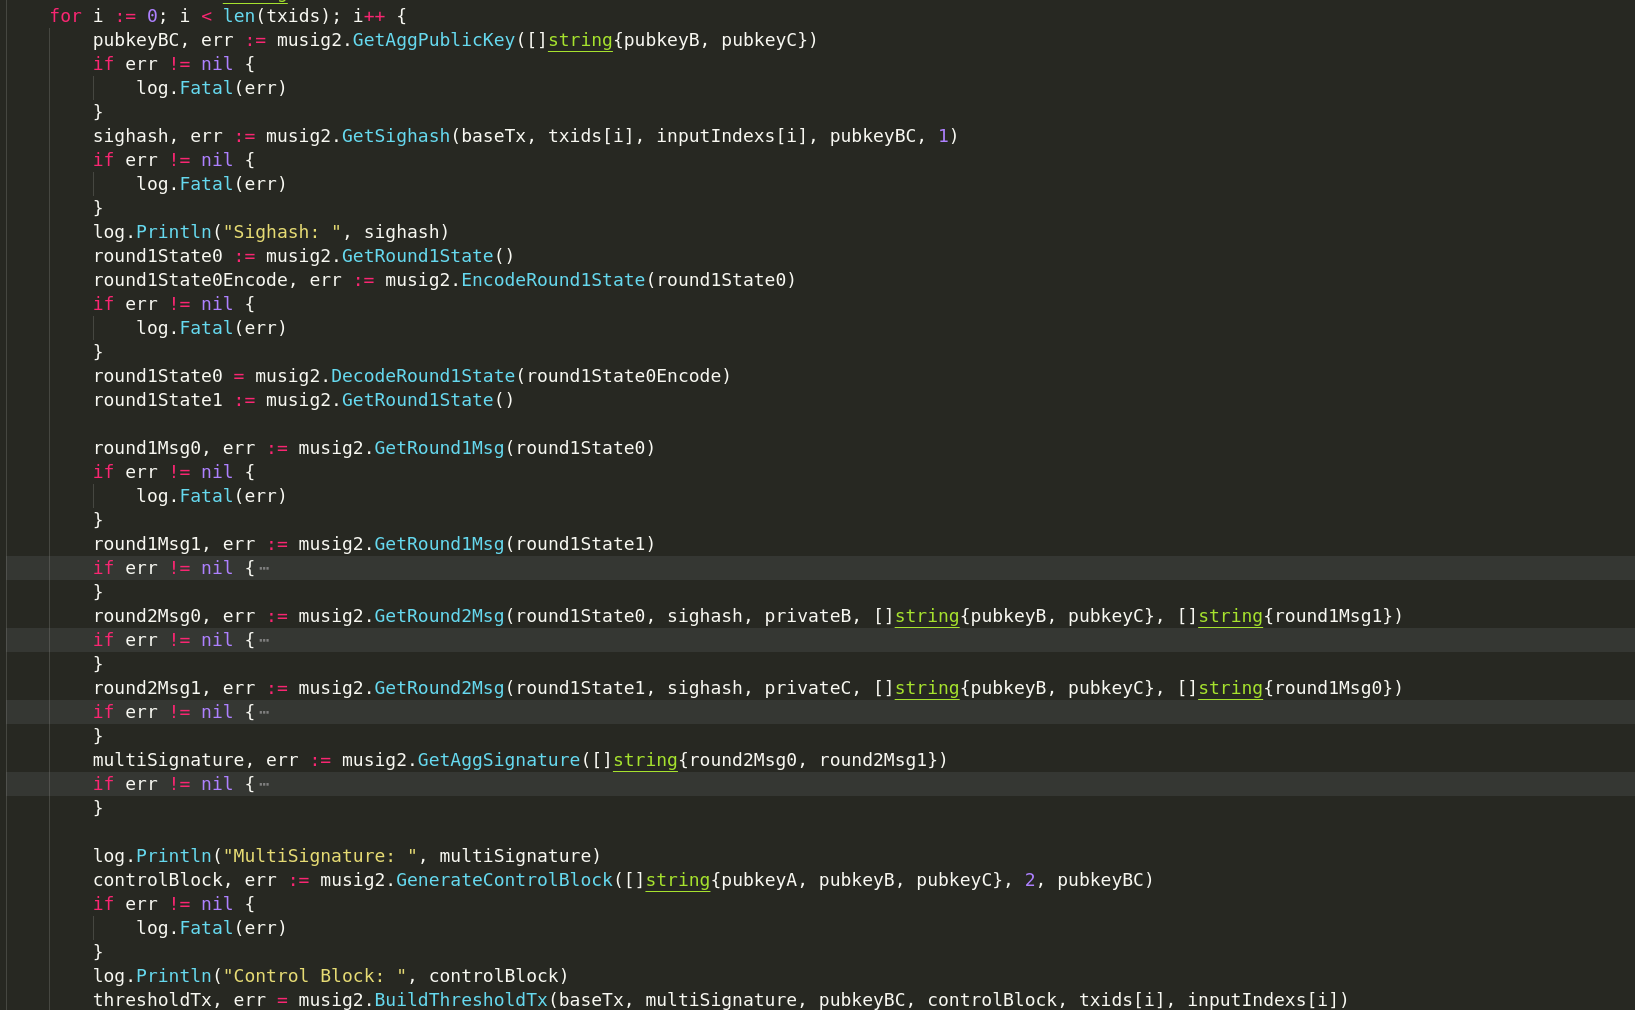 for i := 0; i < len(txids); i++ {
pubkeyBC, err := musig2.GetAggPublicKey([]string{pubkeyB, pubkeyC})
if err != nil {
log.Fatal(err)
}
sighash, err := musig2.GetSighash(baseTx, txids[i], inputIndexs[i], pubkeyBC, 1)
if err != nil {
log.Fatal(err)
}
log.Println("Sighash: ", sighash)
round1State0 := musig2.GetRound1State()
round1State0Encode, err := musig2.EncodeRound1State(round1State0)
if err != nil {
log.Fatal(err)
}
round1State0 = musig2.DecodeRound1State(round1State0Encode)
round1State1 := musig2.GetRound1State()
round1Msg0, err := musig2.GetRound1Msg(round1State0)
if err != nil {
log.Fatal(err)
}
round1Msg1, err := musig2.GetRound1Msg(round1State1)
if err != nil {⋯
}
round2Msg0, err := musig2.GetRound2Msg(round1State0, sighash, privateB, []string{pubkeyB, pubkeyC}, []string{round1Msg1})
if err != nil {⋯
}
round2Msg1, err := musig2.GetRound2Msg(round1State1, sighash, privateC, []string{pubkeyB, pubkeyC}, []string{round1Msg0})
if err != nil {⋯
}
multiSignature, err := musig2.GetAggSignature([]string{round2Msg0, round2Msg1})
if err != nil {⋯
}
log.Println("MultiSignature: ", multiSignature)
controlBlock, err := musig2.GenerateControlBlock([]string{pubkeyA, pubkeyB, pubkeyC}, 2, pubkeyBC)
if err != nil {
log.Fatal(err)
}
log.Println("Control Block: ", controlBlock)
thresholdTx, err = musig2.BuildThresholdTx(baseTx, multiSignature, pubkeyBC, controlBlock, txids[i], inputIndexs[i])